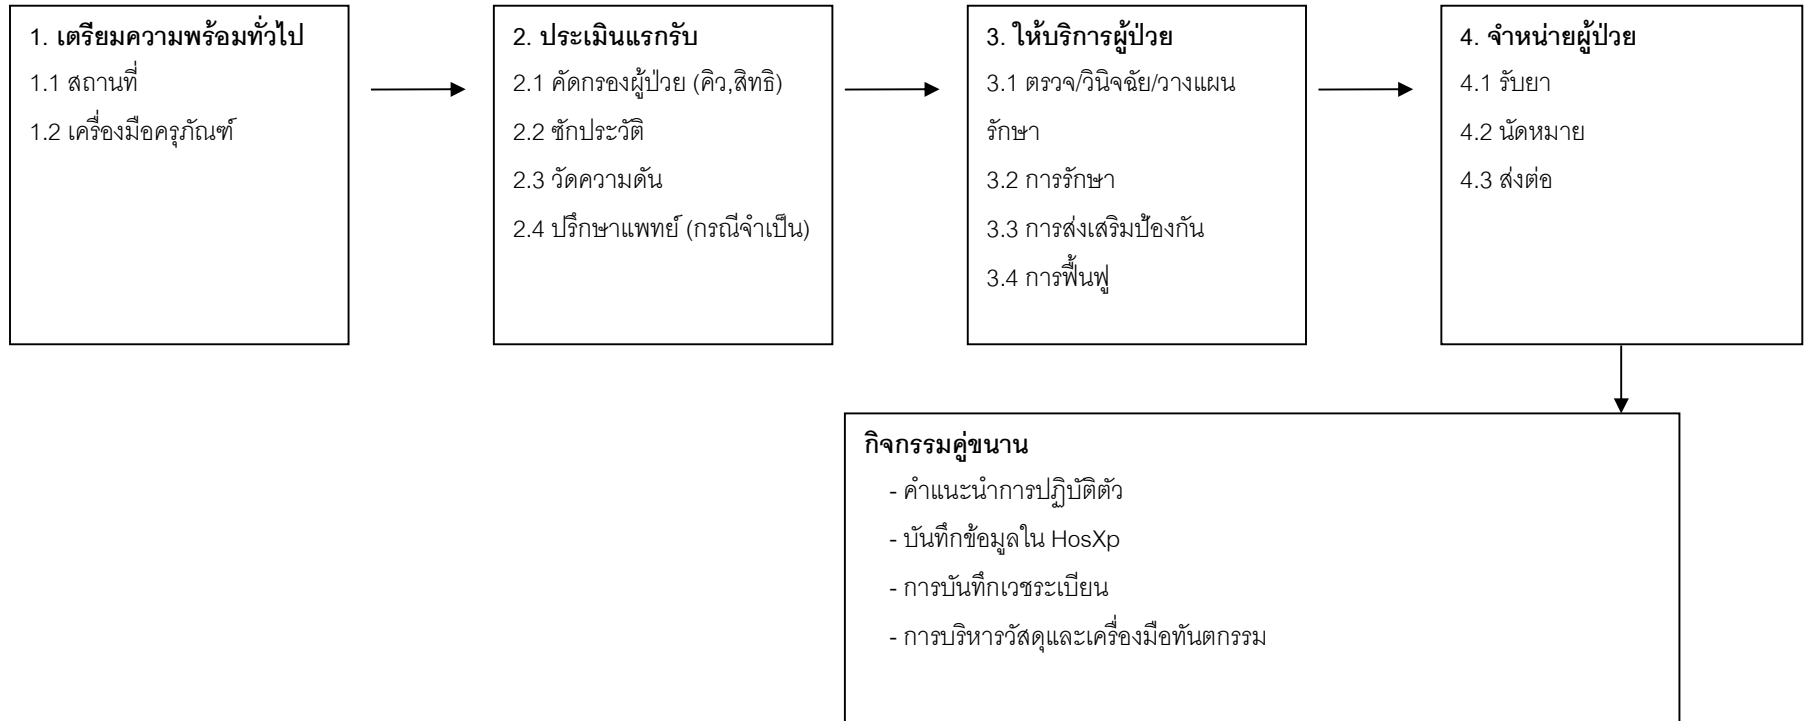 1. เตรียมความพร้อมทั่วไป
1.1 สถานที่
1.2 เครื่องมือครุภัณฑ์
2. ประเมินแรกรับ
2.1 คัดกรองผู้ป่วย (คิว,สิทธิ)
2.2 ซักประวัติ
2.3 วัดความดัน
2.4 ปรึกษาแพทย์ (กรณีจำเป็น)
3. ให้บริการผู้ป่วย
3.1 ตรวจ/วินิจฉัย/วางแผน
รักษา
3.2 การรักษา
3.3 การส่งเสริมป้องกัน
3.4 การฟื้นฟู
4. จำหน่ายผู้ป่วย
4.1 รับยา
4.2 นัดหมาย
4.3 ส่งต่อ
กิจกรรมคู่ขนาน
- คำแนะนำการปฏิบัติตัว
- บันทึกข้อมูลใน HosXp
- การบันทึกเวชระเบียน
- การบริหารวัสดุและเครื่องมือทันตกรรม